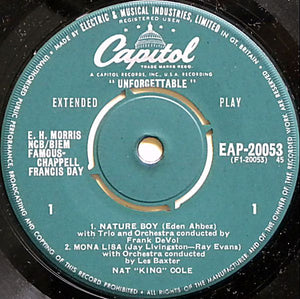 MFD. IN GT. BRITAIN BY ELECTRIC & MUSICAL INDUSTRIES, LIMITED
REGISTERED USER
Capitol
TRADE MARK REGD.
A CAPITOL RECORDS, INC., U.S.A. RECORDING
"UNFORGETTABLE"
EXTENDED PLAY
E. H. MORRIS
NCB/BIEM
FAMOUS-
CHAPPELL
FRANCIS DAY
EAP-20053
(F1-20053) 45
1 1
1. NATURE BOY (Eden Ahbez)
with Trio and Orchestra conducted by
Frank DeVol
2. MONA LISA (Jay Livingston—Ray Evans)
with Orchestra conducted
by Les Baxter
NAT "KING" COLE
ALL RIGHTS OF THE MANUFACTURER AND OF THE OWNER OF THE RECORDED WORK RESERVED
UNAUTHORISED PUBLIC PERFORMANCE, BROADCASTING AND COPYING OF THIS RECORD PROHIBITED